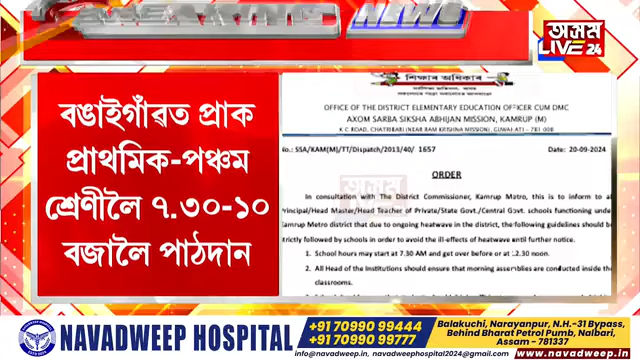 BREAKING NEWS
অসম
LIVE 24
বঙাইগাঁৱত প্ৰাক
প্ৰাথমিক-পঞ্চম
শ্ৰেণীলৈ ৭.৩০-১০
বজালৈ পাঠদান
শিক্ষাৰ অধিকাৰ
OFFICE OF THE DISTRICT ELEMENTARY EDUCATION OFFICER CUM DMC
AXOM SARBA SIKSHA ABHIJAN MISSION, KAMRUP (M)
K C ROAD, CHATRIBARI (NEAR RAM KRISHNA MISSION), GUWAHATI - 781 008
No.: SSA/KAM(M)/TT/Dispatch/2013/40/ 1657
Date: 20-09-2024
ORDER
In consultation with The District Commissioner, Kamrup Metro, this is to inform
Principal/Head Master/Head Teacher of Private/State Govt./Central Govt. schools functioning
Kamrup Metro district that due to ongoing heatwave in the district, the following guidelines should be
strictly followed by schools in order to avoid the ill-effects of heatwave until further notice.
1. School hours may start at 7.30 AM and get over before or at 12.30 noon.
2. All Head of the Institutions should ensure that morning assemblies are conducted inside the
classrooms.
NAVADWEEP HOSPITAL
+91 70990 99444
+91 70990 99777
Balakuchi, Narayanpur, N.H.-31 Bypass,
Behind Bharat Petrol Pumb, Nalbari,
Assam - 781337
info@navadweep.in, navadweephospital2024@gmail.com
www.navadweep.in